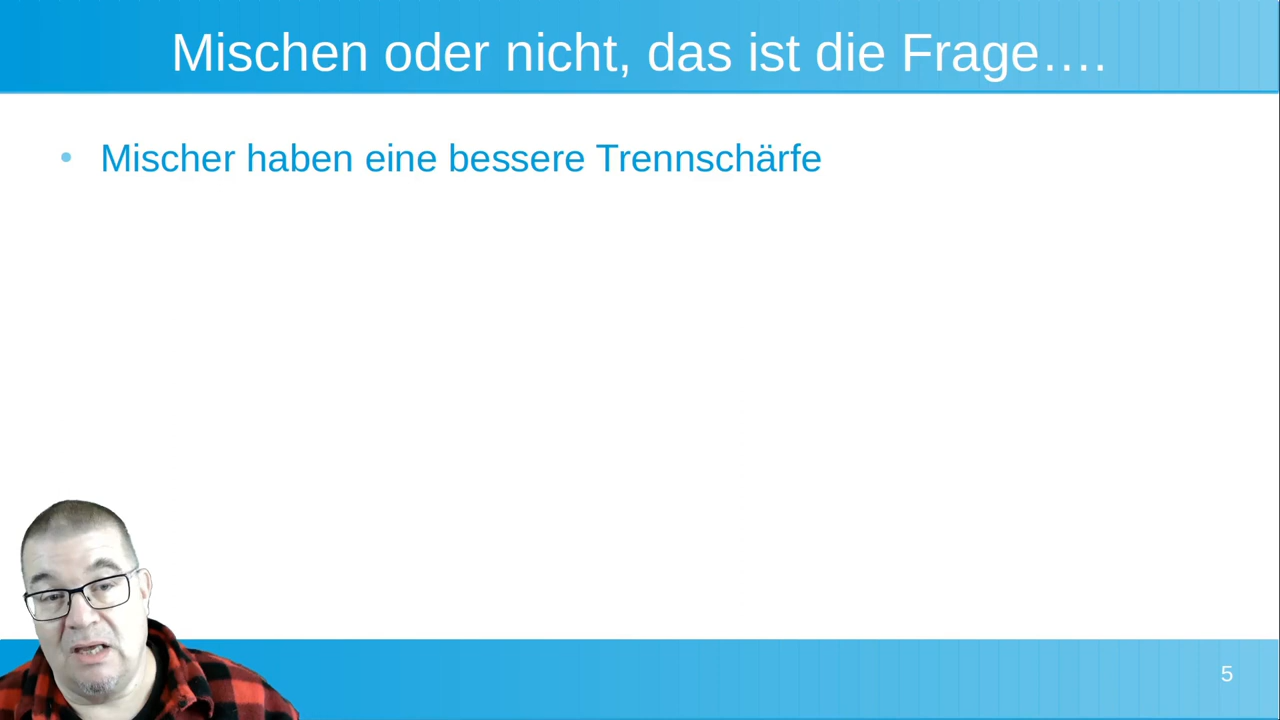 Mischen oder nicht, das ist die Frage….
• Mischer haben eine bessere Trennschärfe
5